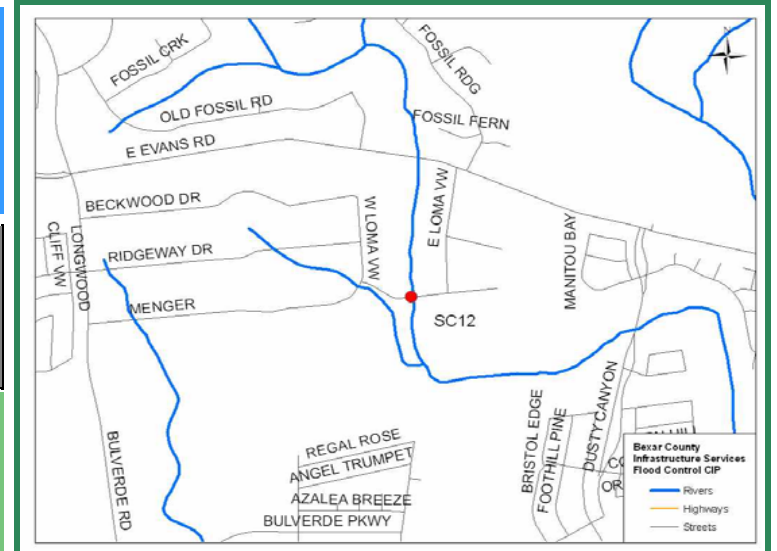 FOSSIL CRK
FOSSIL RDG
N
OLD FOSSIL RD
FOSSIL FERN
E EVANS RD
BECKWOOD DR
W LOMA VW
E LOMA VW
CLIFF VW
LONGWOOD
RIDGEWAY DR
MANITOU BAY
MENGER
SC12
BULVERDE RD
REGAL ROSE
ANGEL TRUMPET
AZALEA BREEZE
BULVERDE PKWY
BRISTOL EDGE
FOOTHILL PINE
DUSTY CANYON
Bexar County
Infrastructure Services
Flood Control CIP
Rivers
Highways
Streets